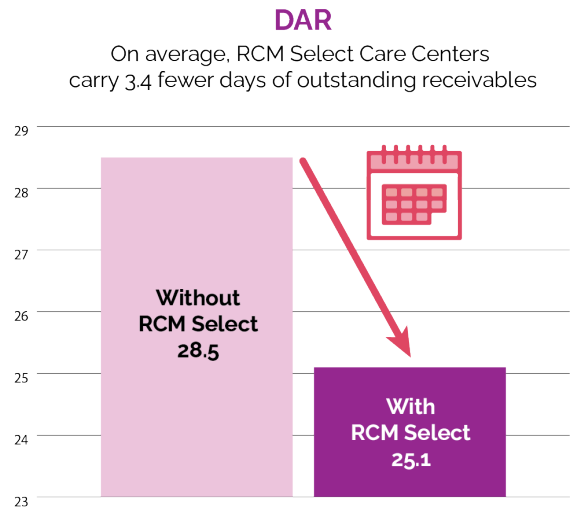 DAR
On average, RCM Select Care Centers
carry 3.4 fewer days of outstanding receivables
29
28
27
26
25
24
23
Without
RCM Select
28.5
With
RCM Select
25.1